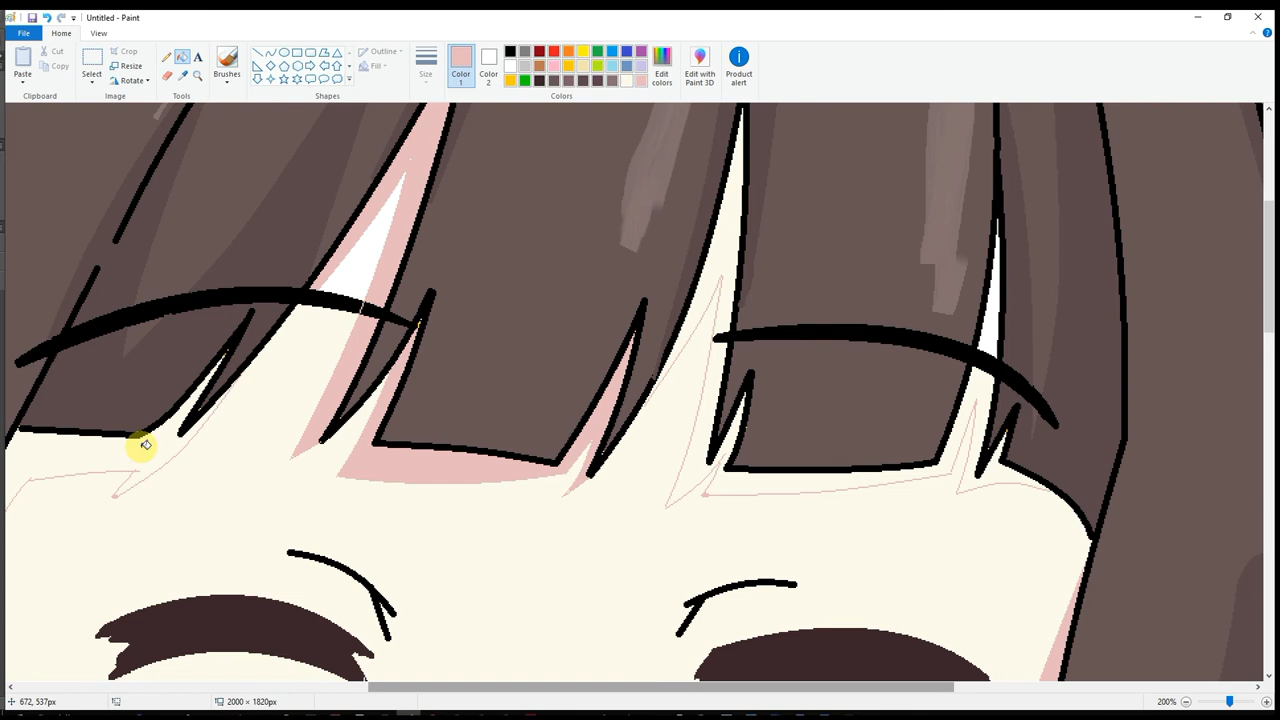 Untitled - Paint
File
Home
View
Paste
Cut
Copy
Clipboard
Select
Crop
Resize
Rotate
Image
A
Tools
Brushes
Outline
Fill
Shapes
Size
Color
1
Color
2
Edit
colors
Colors
Edit with
Paint 3D
Product
alert
672, 537px
2000 × 1820px
200%